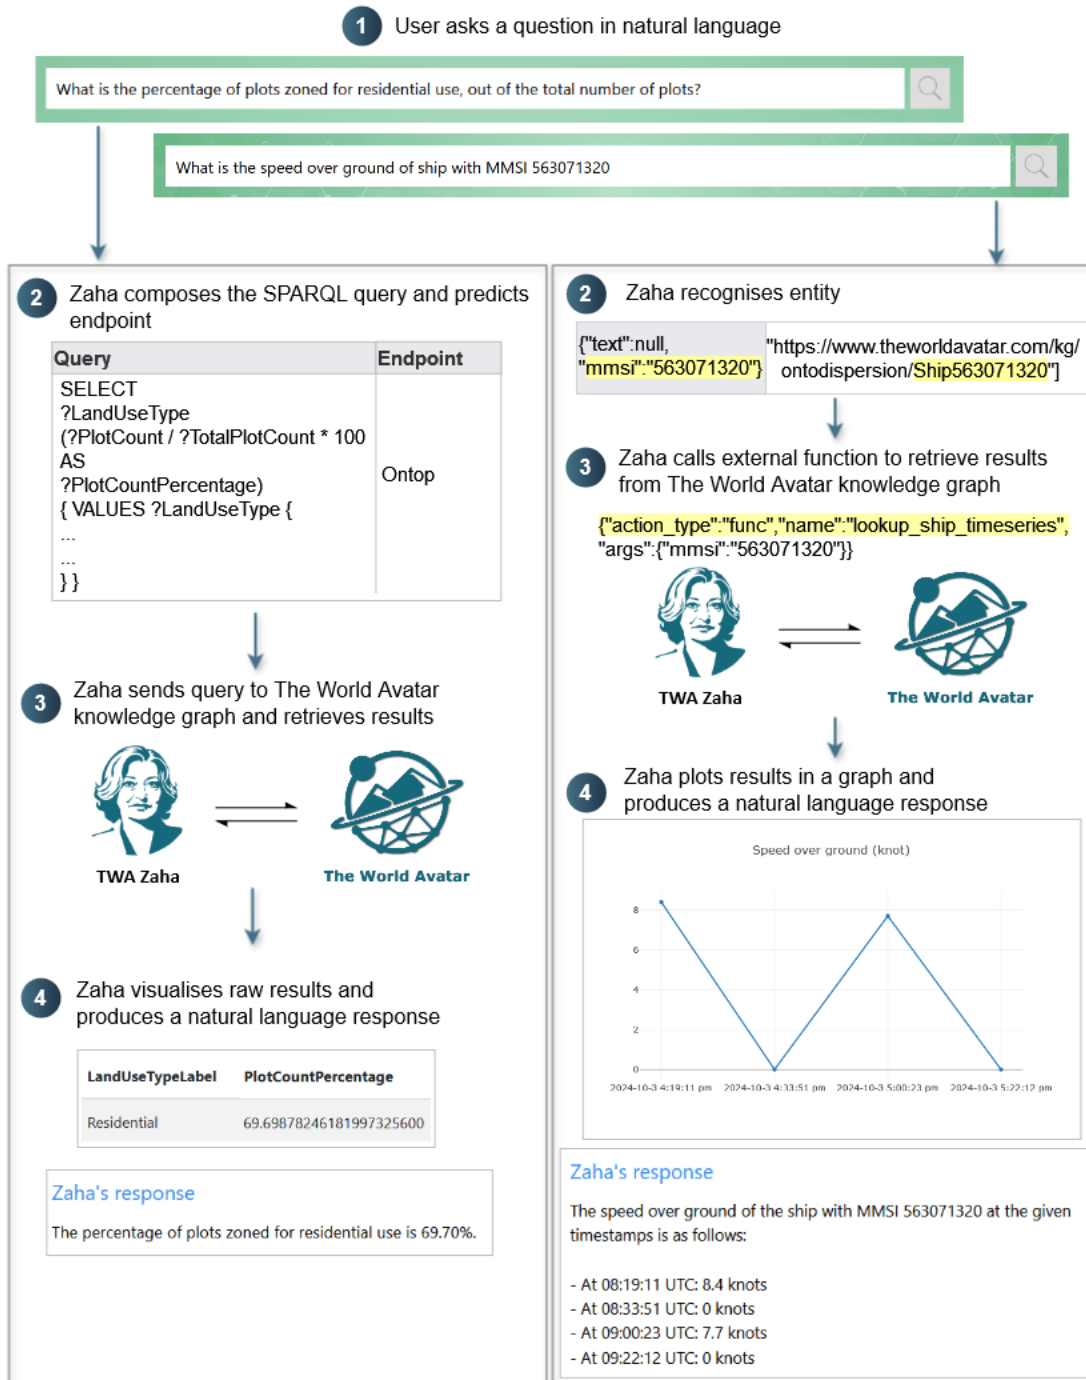 1 User asks a question in natural language
What is the percentage of plots zoned for residential use, out of the total number of plots?
What is the speed over ground of ship with MMSI 563071320
2 Zaha composes the SPARQL query and predicts
endpoint
Query Endpoint
SELECT
?LandUseType
(?PlotCount / ?TotalPlotCount * 100
AS
?PlotCountPercentage)
{ VALUES ?LandUseType {
...
...
} }
Ontop
3 Zaha sends query to The World Avatar
knowledge graph and retrieves results
TWA Zaha
The World Avatar
4 Zaha visualises raw results and
produces a natural language response
LandUseTypeLabel PlotCountPercentage
Residential 69.69878246181997325600
Zaha's response
The percentage of plots zoned for residential use is 69.70%.
2 Zaha recognises entity
{"text":null,
"mmsi":"563071320"}
"https://www.theworldavatar.com/kg/
ontodispersion/Ship563071320"]
3 Zaha calls external function to retrieve results
from The World Avatar knowledge graph
{"action_type":"func","name":"lookup_ship_timeseries",
"args":{"mmsi":"563071320"}}
TWA Zaha
The World Avatar
4 Zaha plots results in a graph and
produces a natural language response
Speed over ground (knot)
8
6
4
2
0
2024-10-3 4:19:11 pm 2024-10-3 4:33:51 pm 2024-10-3 5:00:23 pm 2024-10-3 5:22:12 pm
Zaha's response
The speed over ground of the ship with MMSI 563071320 at the given
timestamps is as follows:
- At 08:19:11 UTC: 8.4 knots
- At 08:33:51 UTC: 0 knots
- At 09:00:23 UTC: 7.7 knots
- At 09:22:12 UTC: 0 knots